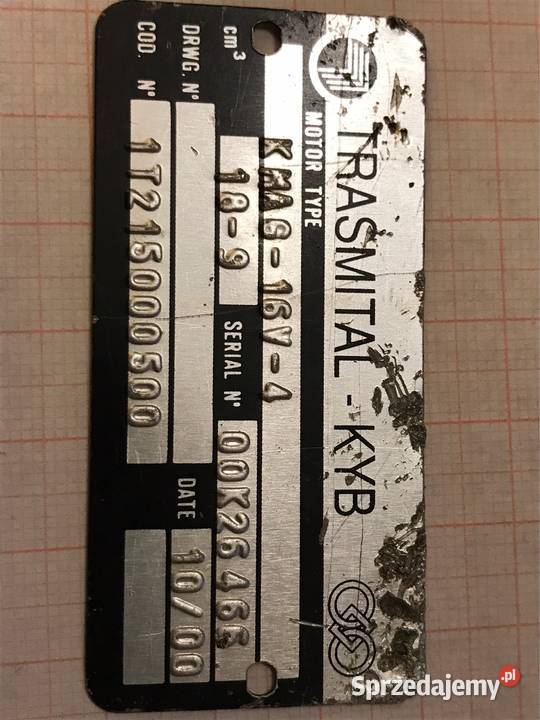 TRASMITAL - KYB
MOTOR TYPE
KMAG-16V-4
cm³ 18-9 SERIAL N° 00K26466
DRWG. N° DATE 10/00
COD. N° 1T215000500
Sprzedajemy.pl